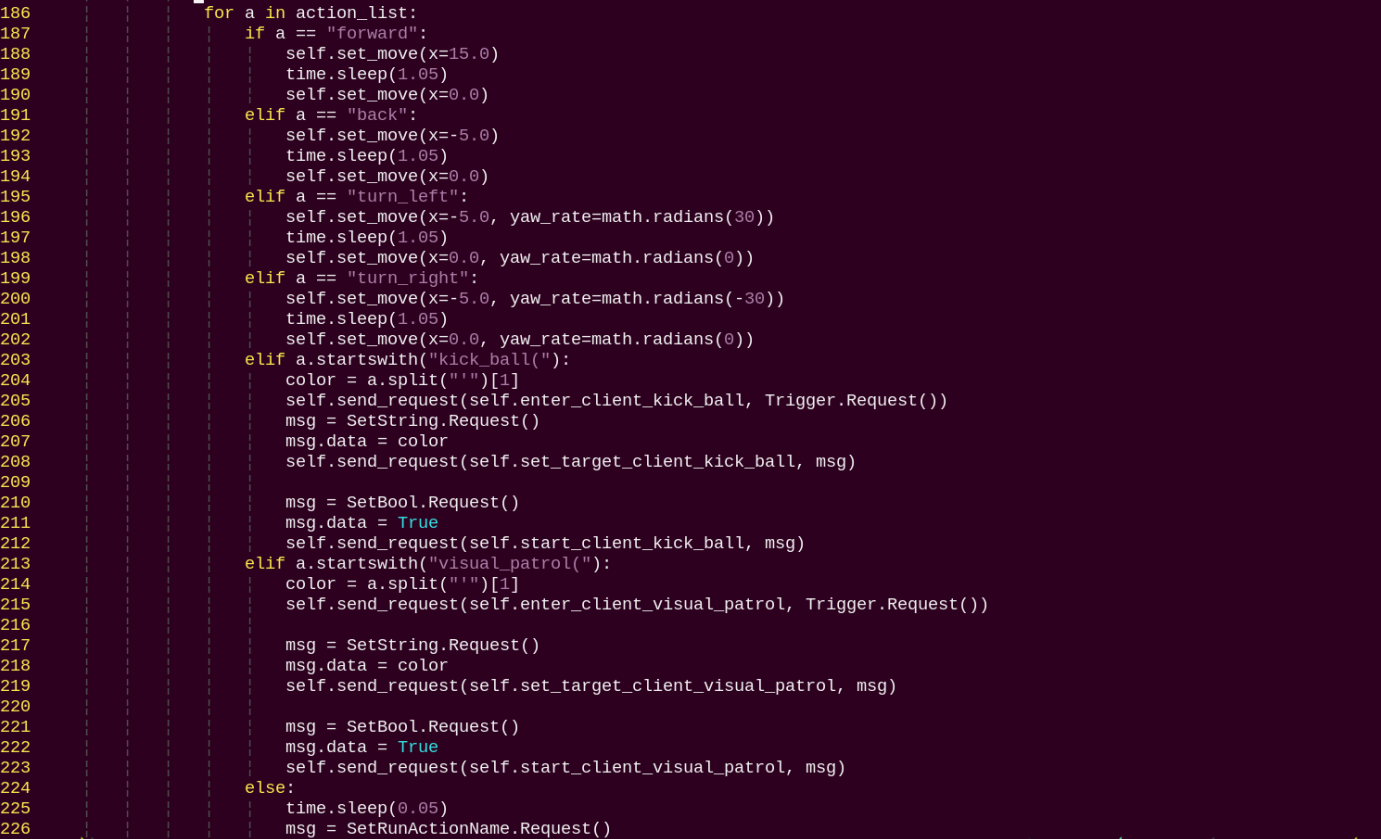 186 for a in action_list:
187 if a == "forward":
188 self.set_move(x=15.0)
189 time.sleep(1.05)
190 self.set_move(x=0.0)
191 elif a == "back":
192 self.set_move(x=-5.0)
193 time.sleep(1.05)
194 self.set_move(x=0.0)
195 elif a == "turn_left":
196 self.set_move(x=-5.0, yaw_rate=math.radians(30))
197 time.sleep(1.05)
198 self.set_move(x=0.0, yaw_rate=math.radians(0))
199 elif a == "turn_right":
200 self.set_move(x=-5.0, yaw_rate=math.radians(-30))
201 time.sleep(1.05)
202 self.set_move(x=0.0, yaw_rate=math.radians(0))
203 elif a.startswith("kick_ball("):
204 color = a.split("'")[1]
205 self.send_request(self.enter_client_kick_ball, Trigger.Request())
206 msg = SetString.Request()
207 msg.data = color
208 self.send_request(self.set_target_client_kick_ball, msg)
209
210 msg = SetBool.Request()
211 msg.data = True
212 self.send_request(self.start_client_kick_ball, msg)
213 elif a.startswith("visual_patrol("):
214 color = a.split("'")[1]
215 self.send_request(self.enter_client_visual_patrol, Trigger.Request())
216
217 msg = SetString.Request()
218 msg.data = color
219 self.send_request(self.set_target_client_visual_patrol, msg)
220
221 msg = SetBool.Request()
222 msg.data = True
223 self.send_request(self.start_client_visual_patrol, msg)
224 else:
225 time.sleep(0.05)
226 msg = SetRunActionName.Request()